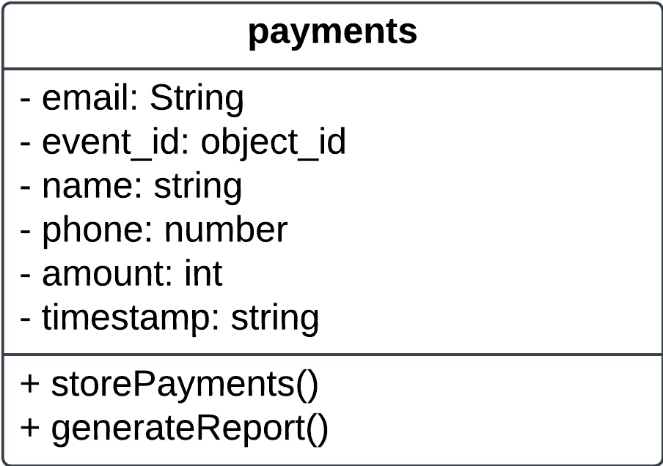 payments
- email: String
- event_id: object_id
- name: string
- phone: number
- amount: int
- timestamp: string
+ storePayments()
+ generateReport()